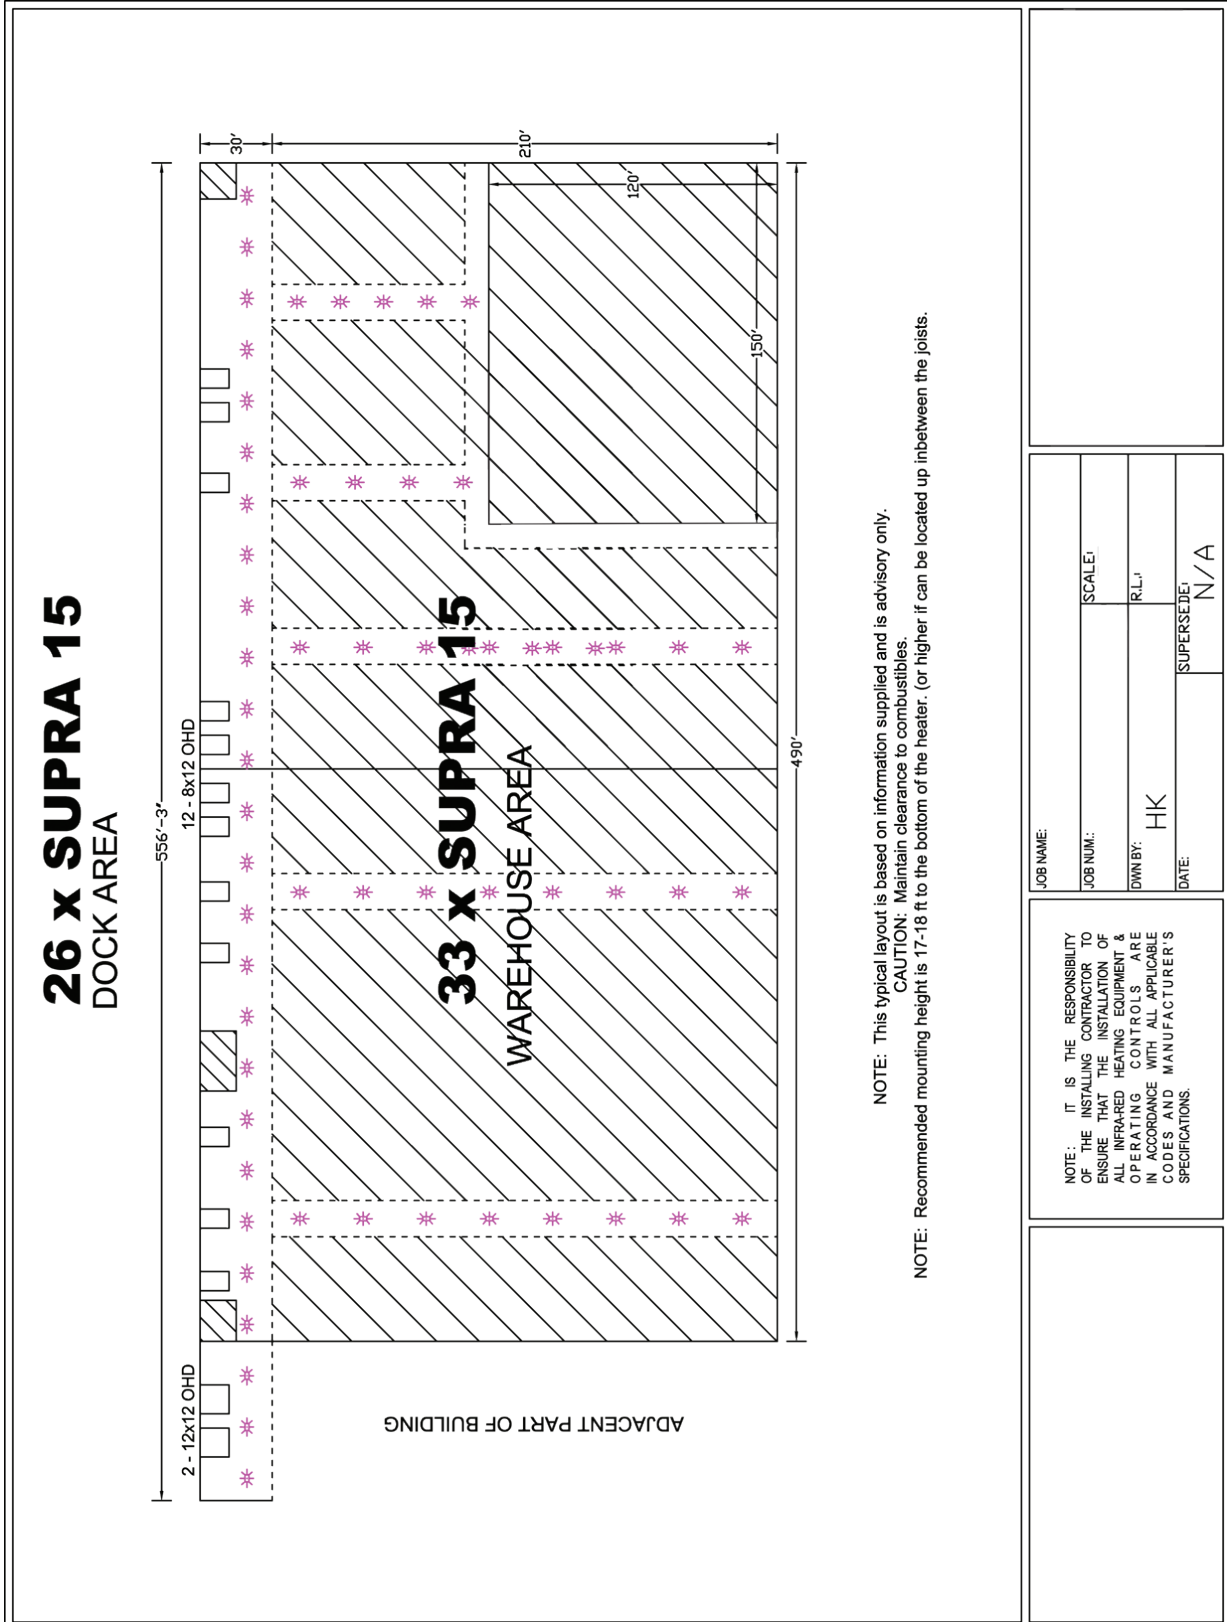 26 x SUPRA 15
DOCK AREA
556'-3"
2 - 12x12 OHD
12 - 8x12 OHD
30'
210'
120'
150'
33 x SUPRA 15
WAREHOUSE AREA
ADJACENT PART OF BUILDING
490'
NOTE: This typical layout is based on information supplied and is advisory only.
CAUTION: Maintain clearance to combustibles.
NOTE: Recommended mounting height is 17-18 ft to the bottom of the heater. (or higher if can be located up inbetween the joists.
NOTE: IT IS THE RESPONSIBILITY
OF THE INSTALLING CONTRACTOR TO
ENSURE THAT THE INSTALLATION OF
ALL INFRA-RED HEATING EQUIPMENT &
OPERATING CONTROLS ARE
IN ACCORDANCE WITH ALL APPLICABLE
CODES AND MANUFACTURER'S
SPECIFICATIONS.
JOB NAME:
JOB NUM.:
SCALE:
DWN BY:
HK
R.L.:
DATE:
SUPERSEDE:
N/A